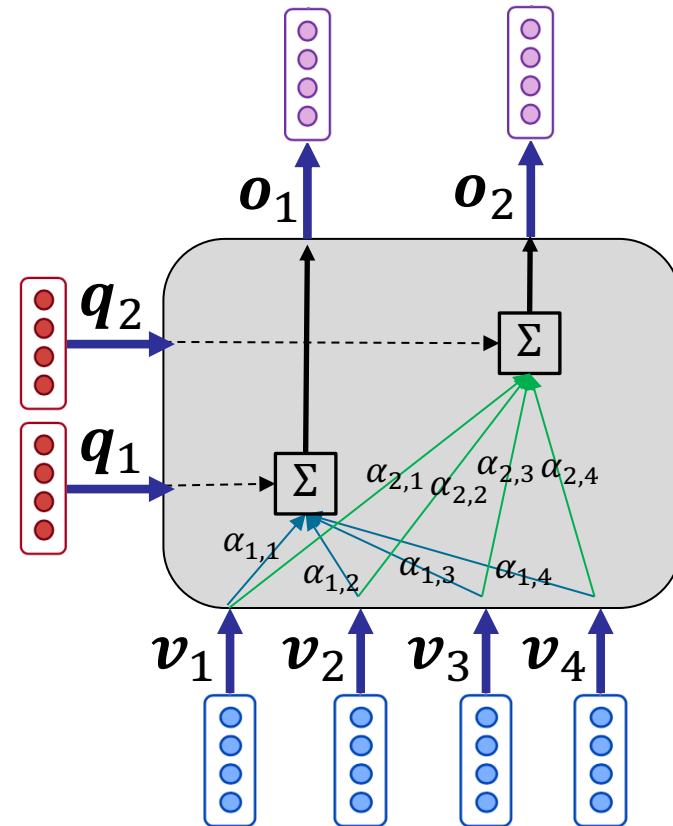 𝒐₁ 𝒐₂
𝒒₂
Σ
𝒒₁
Σ
α₂,₁ α₂,₂ α₂,₃ α₂,₄
α₁,₁ α₁,₂ α₁,₃ α₁,₄
𝒗₁ 𝒗₂ 𝒗₃ 𝒗₄